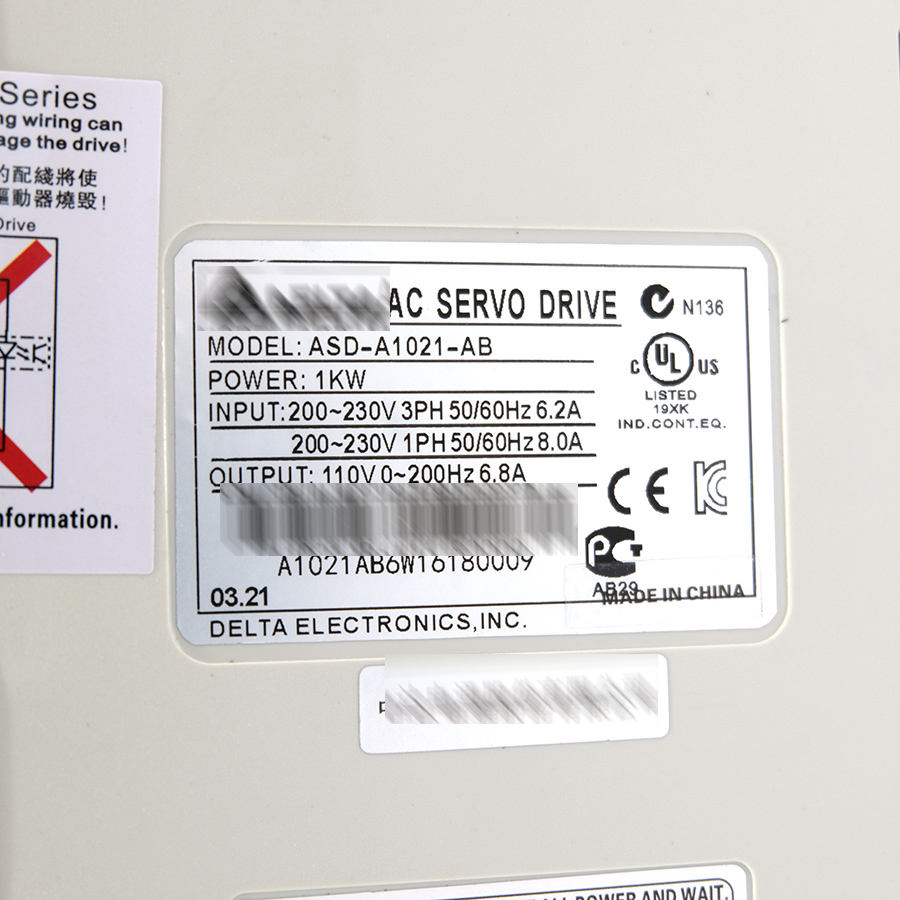 Series
ng wiring can
age the drive!
的配綫將使
驅動器燒毀!
Drive
nformation.
AC SERVO DRIVE
N136
MODEL: ASD-A1021-AB
POWER: 1KW
INPUT: 200~230V 3PH 50/60Hz 6.2A
200~230V 1PH 50/60Hz 8.0A
OUTPUT: 110V 0~200Hz 6.8A
C UL US
LISTED
19XK
IND.CONT.EQ.
CE
A1021AB6W16180009
AB29
03.21
MADE IN CHINA
DELTA ELECTRONICS,INC.
POWER AND WAIT.